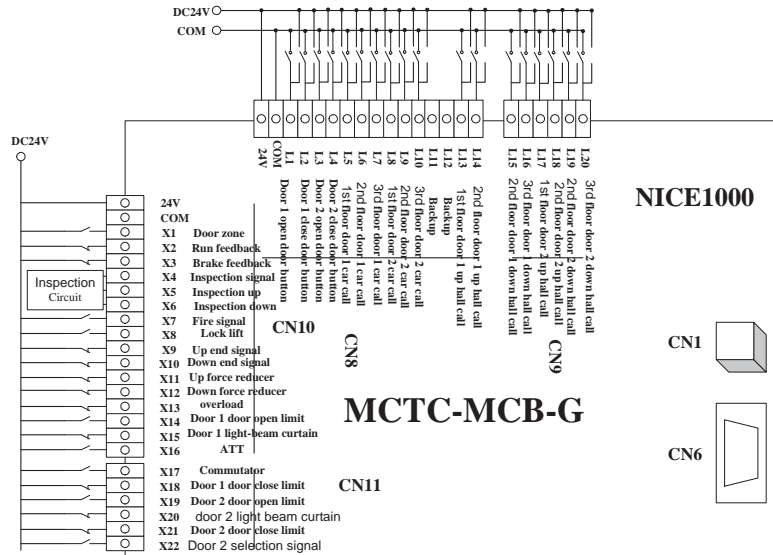 DC24V
COM
DC24V
24V
COM
L1
L2
L3
L4
L5
L6
L7
L8
L9
L10
L11
L12
L13
L14
L15
L16
L17
L18
L19
L20
Door 1 open door button
Door 1 close door button
Door 2 open door button
Door 2 close door button
1st floor door 1 car call
2nd floor door 1 car call
3rd floor door 1 car call
1st floor door 2 car call
2nd floor door 2 car call
3rd floor door 2 car call
Backup
Backup
1st floor door 1 up hall call
2nd floor door 1 up hall call
2nd floor door 1 down hall call
3rd floor door 1 down hall call
1st floor door 2 up hall call
2nd floor door 2 up hall call
2nd floor door 2 down hall call
3rd floor door 2 down hall call
NICE1000
24V
COM
X1 Door zone
X2 Run feedback
X3 Brake feedback
X4 Inspection signal
X5 Inspection up
X6 Inspection down
X7 Fire signal
X8 Lock lift
X9 Up end signal
X10 Down end signal
X11 Up force reducer
X12 Down force reducer
X13 overload
X14 Door 1 door open limit
X15 Door 1 light-beam curtain
X16 ATT
X17 Commutator
X18 Door 1 door close limit
X19 Door 2 door open limit
X20 door 2 light beam curtain
X21 Door 2 door close limit
X22 Door 2 selection signal
Inspection
Circuit
CN10
CN8
CN9
CN1
MCTC-MCB-G
CN6
CN11